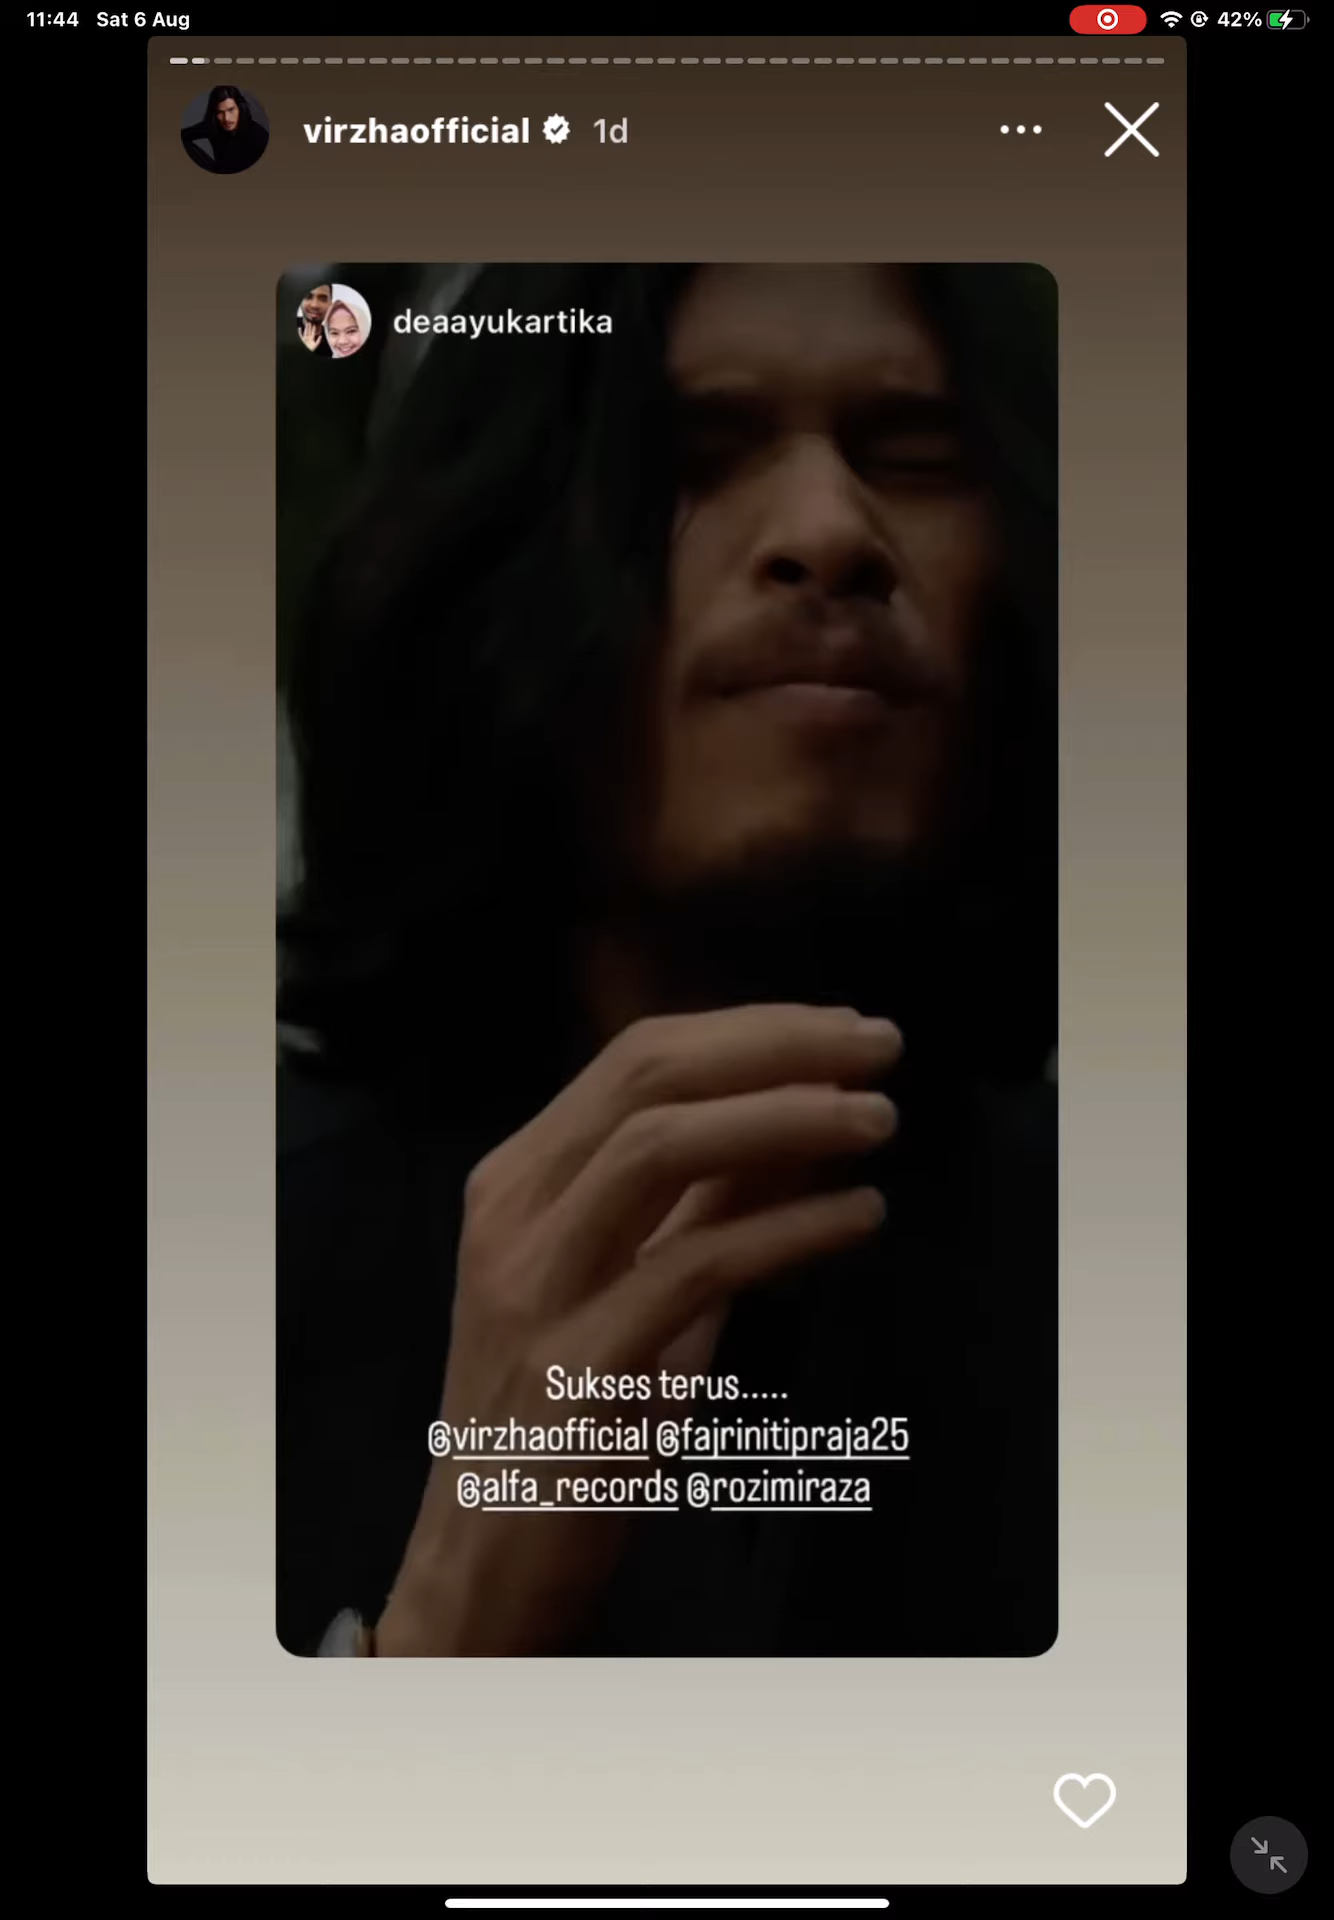 11:44 Sat 6 Aug 42%
virzhaofficial 1d
deaayukartika
Sukses terus.....
@virzhaofficial @fajrinitipraja25
@alfa_records @rozimiraza